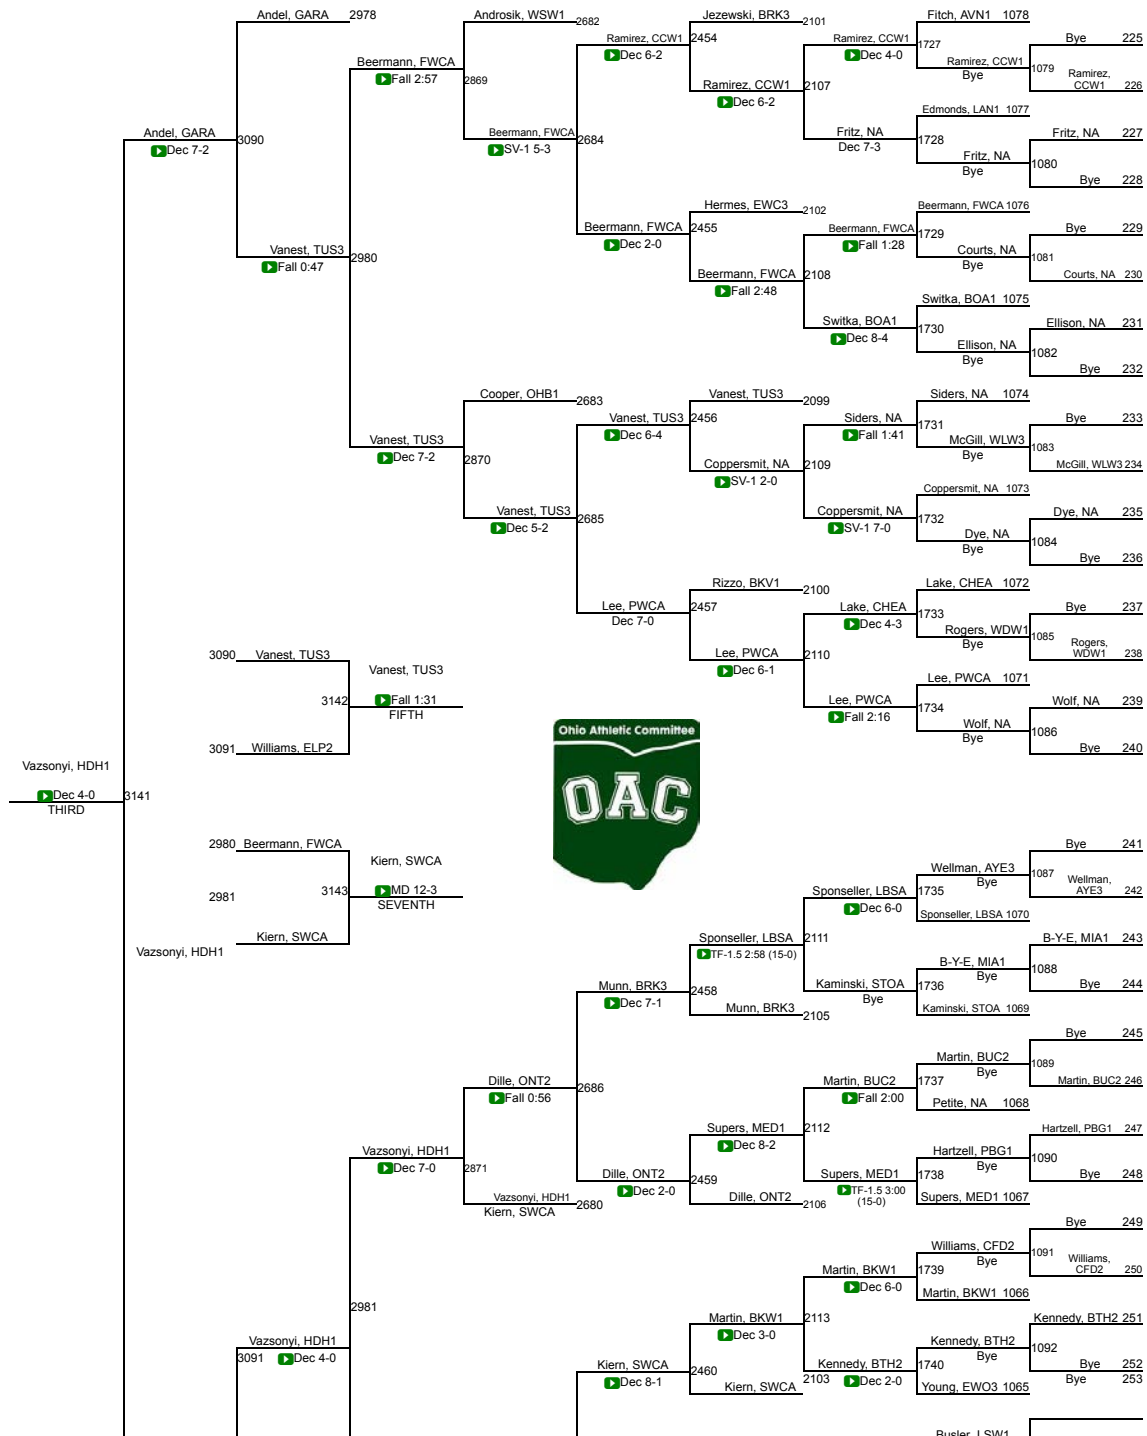 Andel, GARA 2978
Androsik, WSW1
2682
Jezewski, BRK3
2101
Fitch, AVN1 1078
Bye 225
Ramirez, CCW1
Dec 6-2
2454
Ramirez, CCW1
Dec 4-0
1727
Ramirez, CCW1
Bye
1079
Ramirez,
CCW1 226
Beermann, FWCA
Fall 2:57
2869
Ramirez, CCW1
Dec 6-2
2107
Edmonds, LAN1 1077
Andel, GARA
Dec 7-2
3090
Beermann, FWCA
SV-1 5-3
2684
Fritz, NA
Dec 7-3
1728
Fritz, NA 227
Fritz, NA
Bye
1080
Bye 228
Hermes, EWC3
2102
Beermann, FWCA 1076
Beermann, FWCA
Dec 2-0
2455
Beermann, FWCA
Fall 1:28
1729
Bye 229
Vanest, TUS3
Fall 0:47
2980
Courts, NA
Bye
1081
Beermann, FWCA
Fall 2:48
2108
Courts, NA 230
Switka, BOA1 1075
Switka, BOA1
Dec 8-4
1730
Ellison, NA 231
Ellison, NA
Bye
1082
Bye 232
Cooper, OHB1
2683
Vanest, TUS3
2099
Siders, NA 1074
Vanest, TUS3
Dec 6-4
2456
Siders, NA
Fall 1:41
1731
Bye 233
Vanest, TUS3
Dec 7-2
2870
McGill, WLW3
Bye
1083
Coppersmit, NA
SV-1 2-0
2109
McGill, WLW3 234
Coppersmit, NA 1073
Vanest, TUS3
Dec 5-2
2685
Coppersmit, NA
SV-1 7-0
1732
Dye, NA 235
Dye, NA
Bye
1084
Bye 236
Rizzo, BKV1
2100
Lake, CHEA 1072
Lee, PWCA
Dec 7-0
2457
Lake, CHEA
Dec 4-3
1733
Bye 237
Rogers, WDW1
Bye
1085
Rogers,
WDW1 238
Lee, PWCA
Dec 6-1
2110
3090 Vanest, TUS3
Vanest, TUS3
Lee, PWCA 1071
3142
Fall 1:31
FIFTH
Lee, PWCA
Fall 2:16
1734
Wolf, NA 239
Wolf, NA
Bye
1086
3091 Williams, ELP2
Bye 240
Ohio Athletic Committee
OAC
Vazsonyi, HDH1
Dec 4-0
THIRD
3141
2980 Beermann, FWCA
Kiern, SWCA
2981
3143
MD 12-3
SEVENTH
Kiern, SWCA
Vazsonyi, HDH1
Bye 241
Wellman, AYE3
Bye
1087
Wellman,
AYE3 242
Sponseller, LBSA
Dec 6-0
1735
Sponseller, LBSA 1070
Sponseller, LBSA
TF-1.5 2:58 (15-0)
2111
B-Y-E, MIA1 243
B-Y-E, MIA1
Bye
1088
Munn, BRK3
Dec 7-1
2458
Kaminski, STOA
Bye
1736
Bye 244
Munn, BRK3
2105
Kaminski, STOA 1069
Bye 245
Martin, BUC2
Bye
1089
Dille, ONT2
Fall 0:56
2686
Martin, BUC2
Fall 2:00
1737
Martin, BUC2 246
Petite, NA 1068
Supers, MED1
Dec 8-2
2112
Hartzell, PBG1 247
Vazsonyi, HDH1
Dec 7-0
2871
Hartzell, PBG1
Bye
1090
Dille, ONT2
Dec 2-0
2459
Supers, MED1
TF-1.5 3:00
(15-0)
1738
Bye 248
Vazsonyi, HDH1
Kiern, SWCA
2680
Dille, ONT2
2106
Supers, MED1 1067
Bye 249
Williams, CFD2
Bye
1091
Williams,
CFD2 250
Martin, BKW1
Dec 6-0
1739
Martin, BKW1 1066
2981
Martin, BKW1
Dec 3-0
2113
Kennedy, BTH2 251
Vazsonyi, HDH1
3091
Dec 4-0
Kennedy, BTH2
Bye
1092
Kiern, SWCA
Dec 8-1
2460
Kennedy, BTH2
Dec 2-0
1740
Bye 252
Kiern, SWCA
2103
Young, EWO3 1065
Bye 253
Busler, LSW1